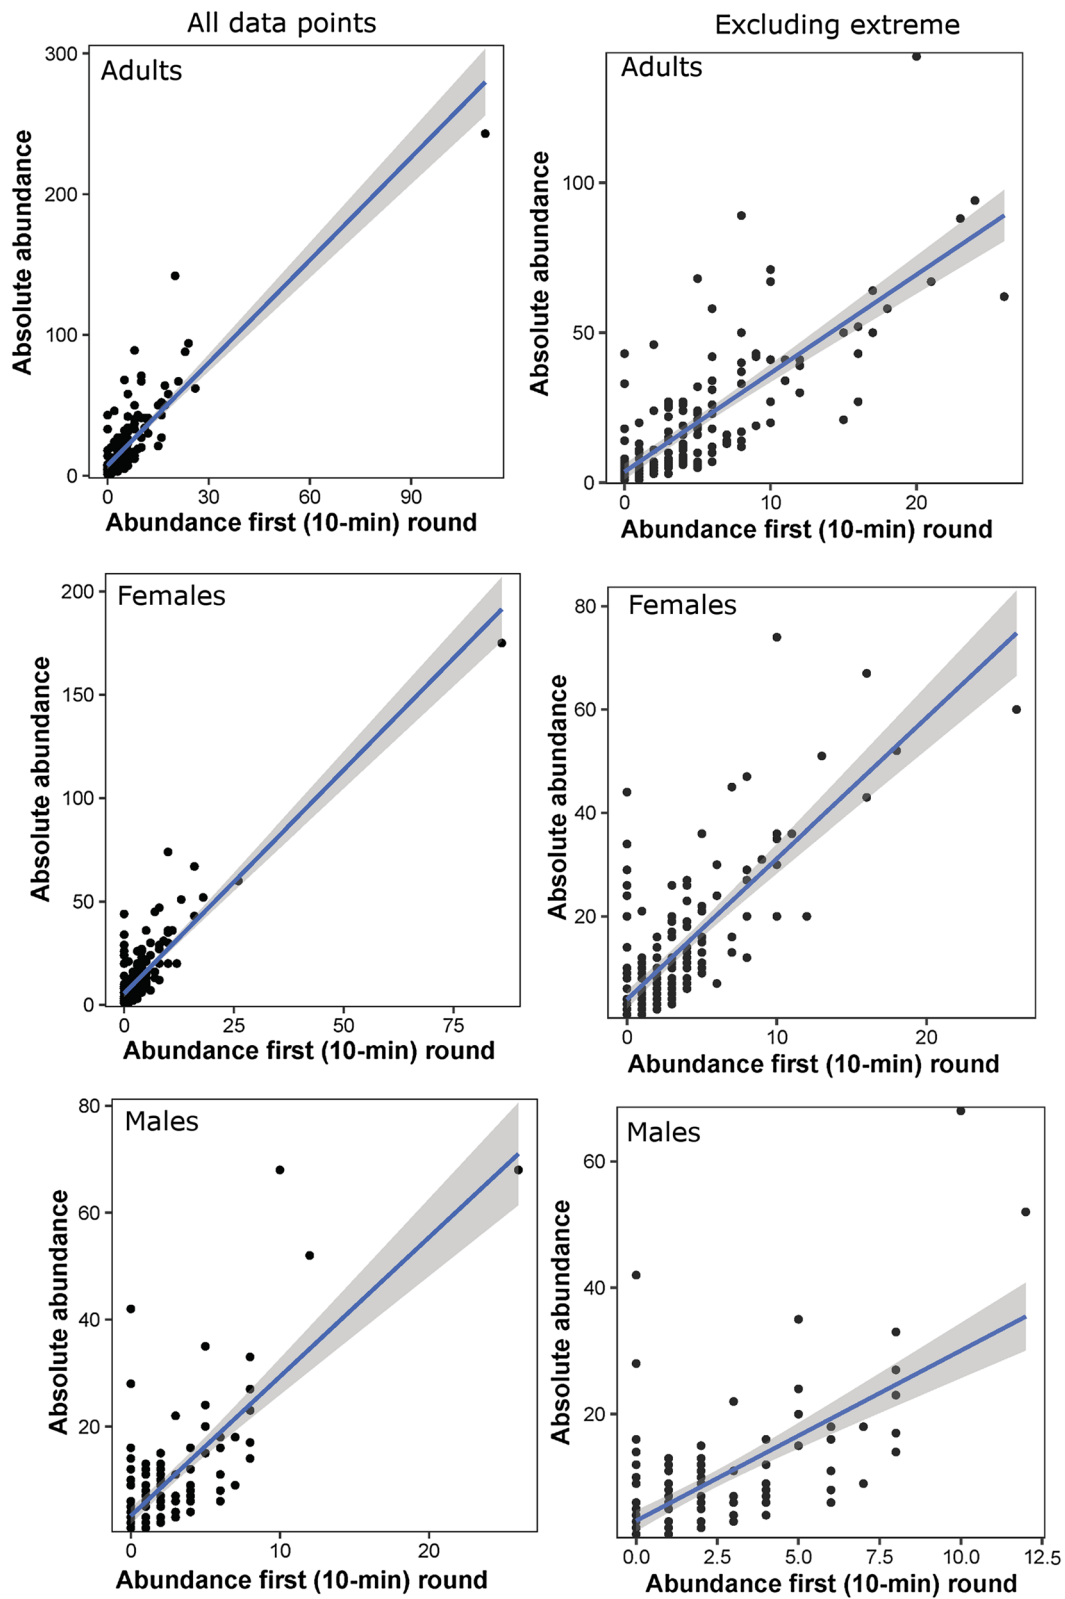 All data points
Excluding extreme
Adults
300
200
100
0
Absolute abundance
0 30 60 90
Abundance first (10-min) round
Adults
100
50
0
Absolute abundance
0 10 20
Abundance first (10-min) round
Females
200
150
100
50
0
Absolute abundance
0 25 50 75
Abundance first (10-min) round
Females
80
60
40
20
Absolute abundance
0 10 20
Abundance first (10-min) round
Males
80
60
40
20
Absolute abundance
0 10 20
Abundance first (10-min) round
Males
60
40
20
Absolute abundance
0.0 2.5 5.0 7.5 10.0 12.5
Abundance first (10-min) round